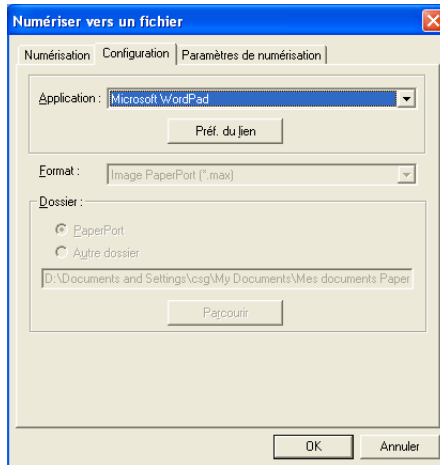 Numériser vers un fichier
Numérisation Configuration Paramètres de numérisation
Application : Microsoft WordPad
Préf. du lien
Format : Image PaperPort (*.max)
Dossier :
PaperPort
Autre dossier
D:\Documents and Settings\csg\My Documents\Mes documents Paper
Parcourir
OK Annuler